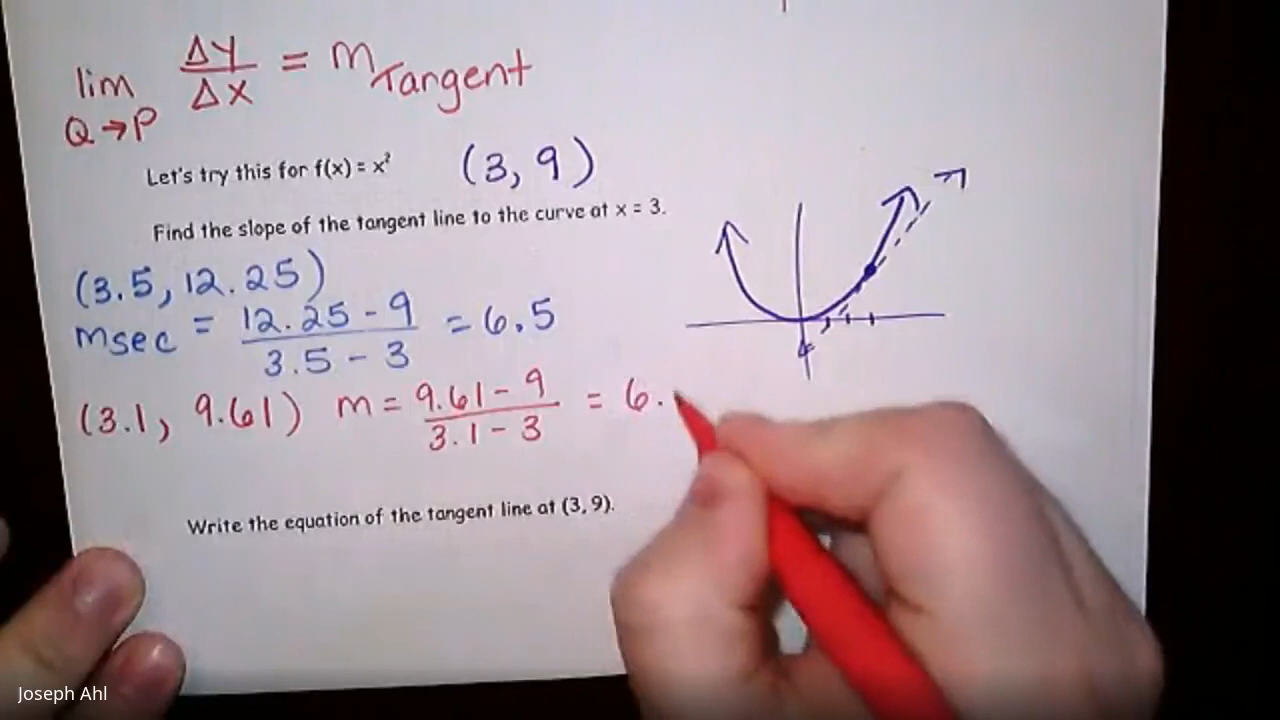 lim ΔY/ΔX = m Tangent
Q→P
Let's try this for f(x) = x² (3, 9)
Find the slope of the tangent line to the curve at x = 3.
(3.5, 12.25)
msec = 12.25 - 9 / 3.5 - 3 = 6.5
(3.1, 9.61) m = 9.61 - 9 / 3.1 - 3 = 6.
Write the equation of the tangent line at (3, 9).
Joseph Ahl